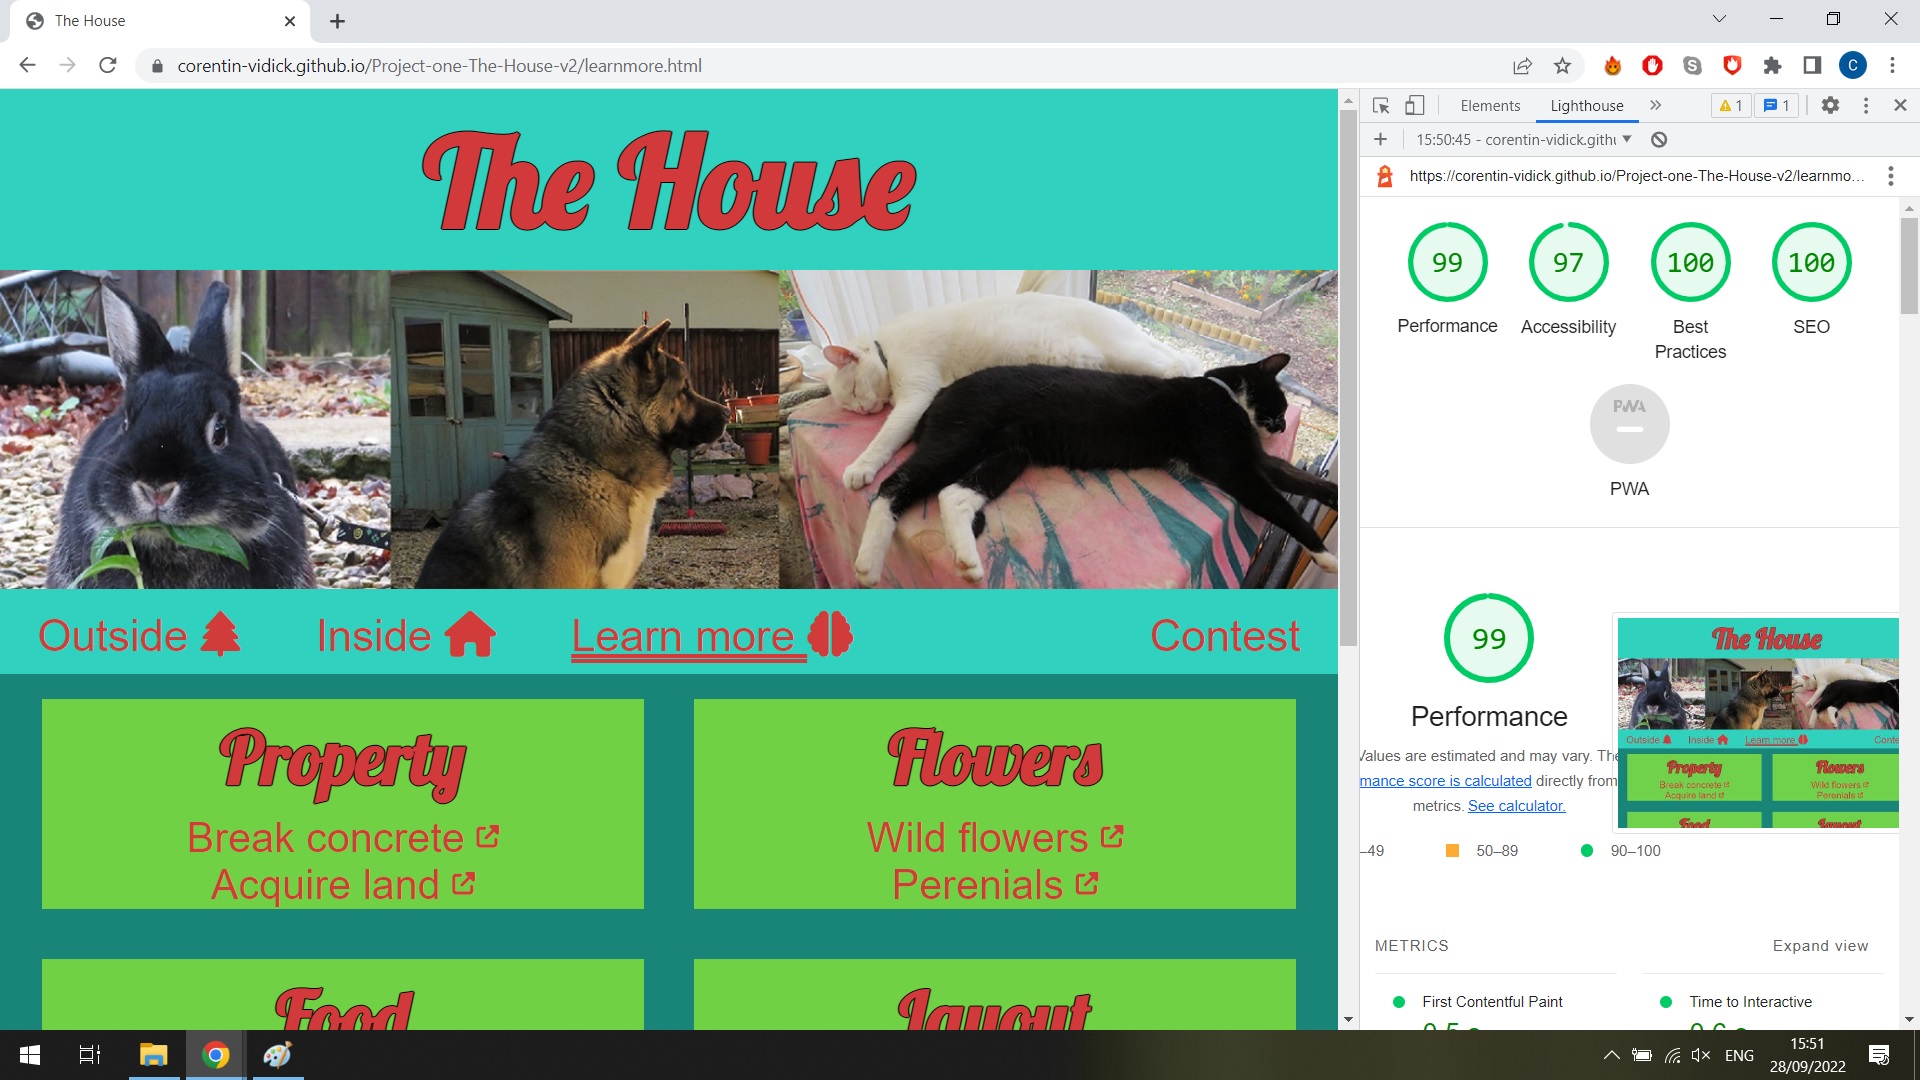 The House
corentin-vidick.github.io/Project-one-The-House-v2/learnmore.html
C
Elements
Lighthouse
1
1
15:50:45 - corentin-vidick.githu
https://corentin-vidick.github.io/Project-one-The-House-v2/learnmo...
The House
99
97
100
100
Performance
Accessibility
Best
Practices
SEO
PWA
PWA
Outside
Inside
Learn more
Contest
99
Performance
Values are estimated and may vary. The
mance score is calculated directly from
metrics. See calculator.
–49
50–89
90–100
The House
Outside
Inside
Learn more
Conte
Property
Break concrete
Acquire land
Flowers
Wild flowers
Perenials
Food
Layout
Property
Break concrete
Acquire land
Flowers
Wild flowers
Perenials
Food
Layout
METRICS
Expand view
First Contentful Paint
Time to Interactive
ENG
15:51
28/09/2022